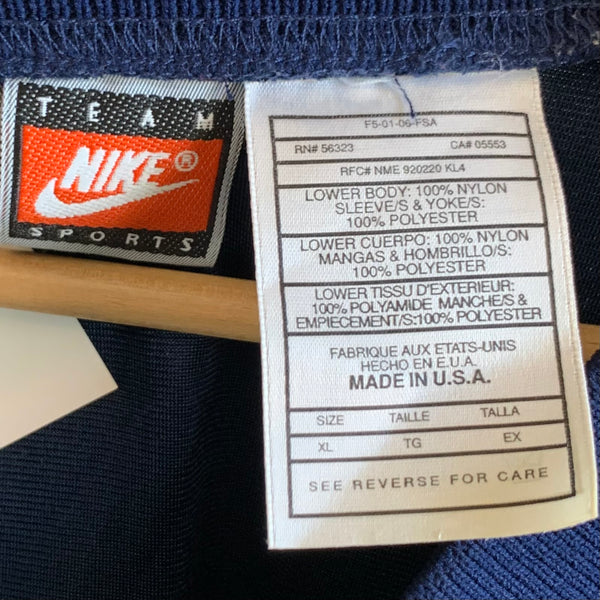 TEAM
NIKE®
SPORTS
F5-01-06-FSA
RN# 56323 CA# 05553
RFC# NME 920220 KL4
LOWER BODY: 100% NYLON
SLEEVE/S & YOKE/S:
100% POLYESTER
LOWER CUERPO: 100% NYLON
MANGAS & HOMBRILLO/S:
100% POLYESTER
LOWER TISSU D'EXTERIEUR:
100% POLYAMIDE MANCHE/S &
EMPIECEMENT/S:100% POLYESTER
FABRIQUE AUX ETATS-UNIS
HECHO EN E.U.A.
MADE IN U.S.A.
SIZE TAILLE TALLA
XL TG EX
SEE REVERSE FOR CARE